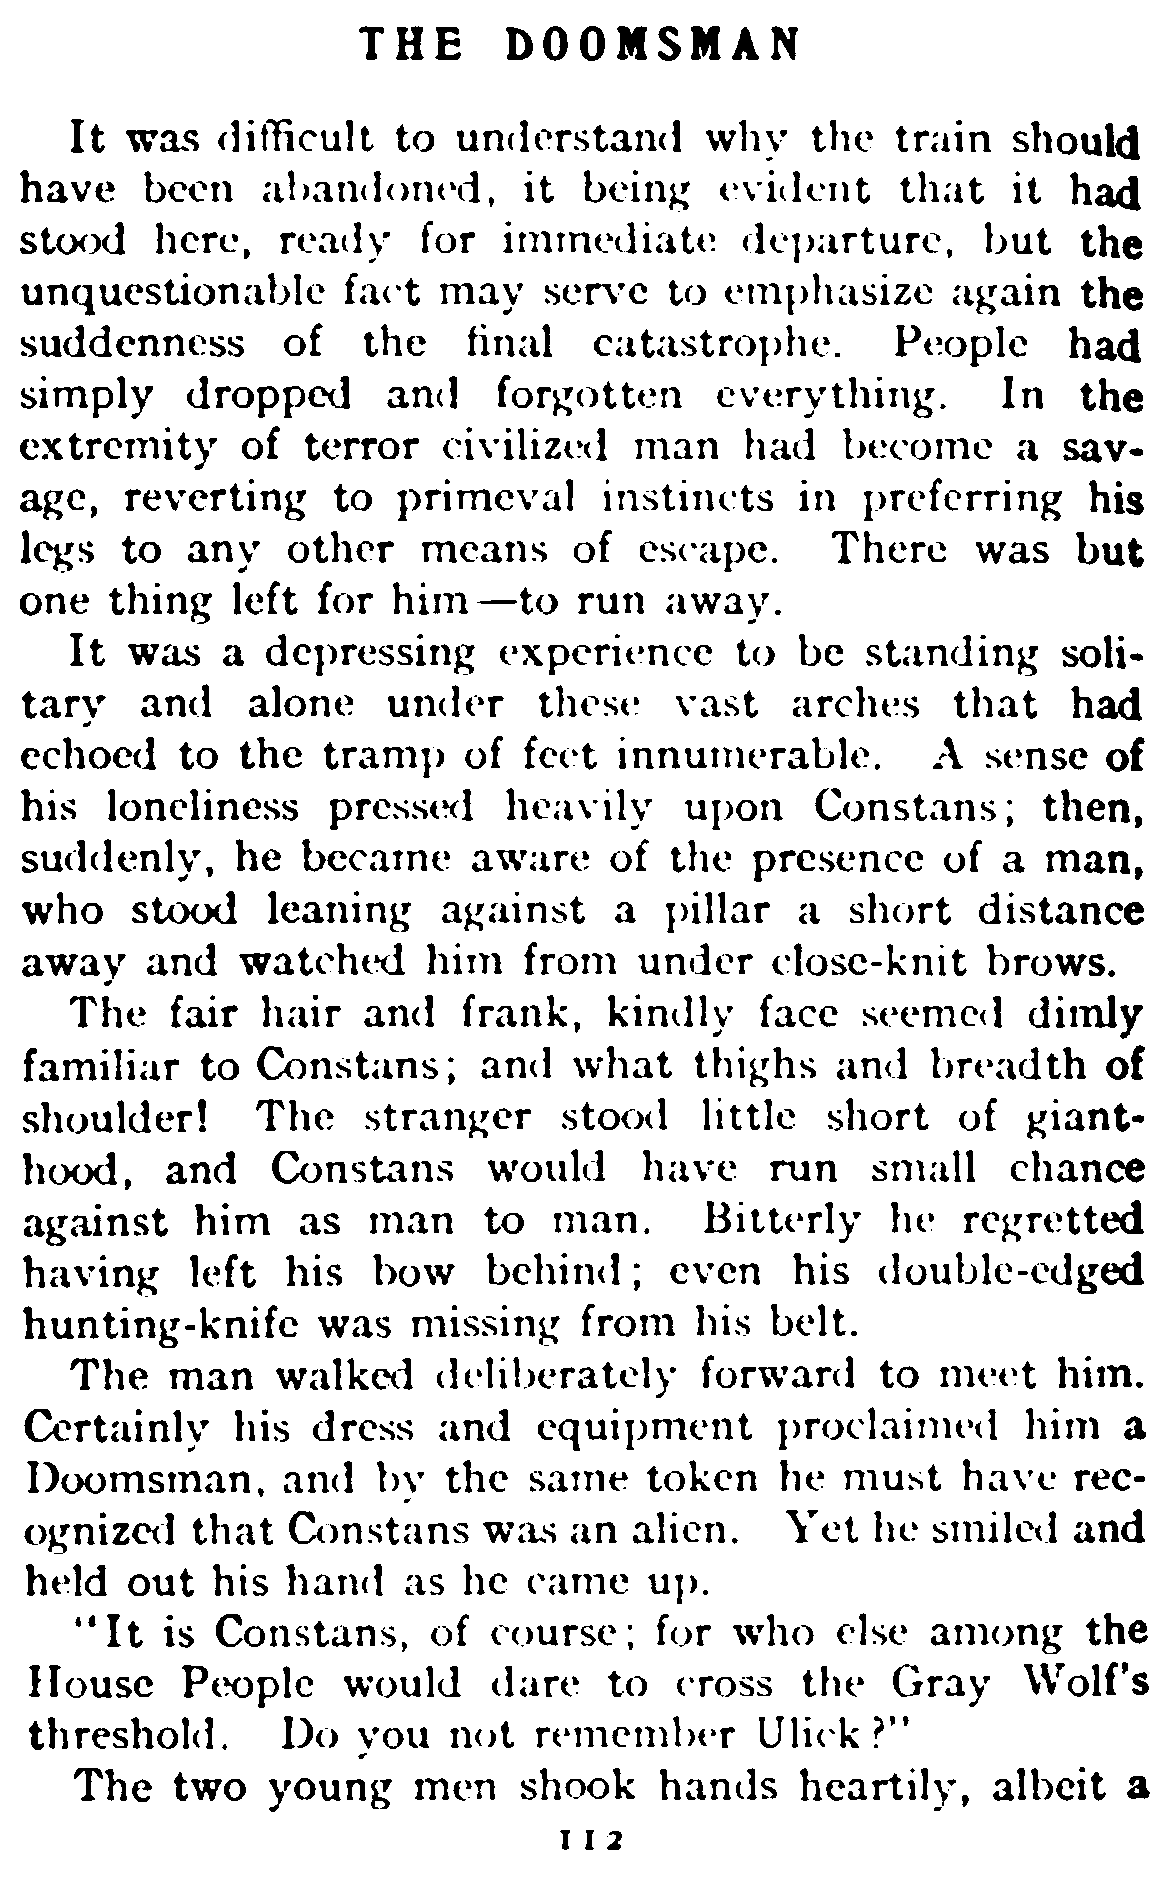 THE DOOMSMAN
It was difficult to understand why the train should
have been abandoned, it being evident that it had
stood here, ready for immediate departure, but the
unquestionable fact may serve to emphasize again the
suddenness of the final catastrophe. People had
simply dropped and forgotten everything. In the
extremity of terror civilized man had become a sav-
age, reverting to primeval instincts in preferring his
legs to any other means of escape. There was but
one thing left for him—to run away.
It was a depressing experience to be standing soli-
tary and alone under these vast arches that had
echoed to the tramp of feet innumerable. A sense of
his loneliness pressed heavily upon Constans; then,
suddenly, he became aware of the presence of a man,
who stood leaning against a pillar a short distance
away and watched him from under close-knit brows.
The fair hair and frank, kindly face seemed dimly
familiar to Constans; and what thighs and breadth of
shoulder! The stranger stood little short of giant-
hood, and Constans would have run small chance
against him as man to man. Bitterly he regretted
having left his bow behind; even his double-edged
hunting-knife was missing from his belt.
The man walked deliberately forward to meet him.
Certainly his dress and equipment proclaimed him a
Doomsman, and by the same token he must have rec-
ognized that Constans was an alien. Yet he smiled and
held out his hand as he came up.
"It is Constans, of course; for who else among the
House People would dare to cross the Gray Wolf's
threshold. Do you not remember Ulick?"
The two young men shook hands heartily, albeit a
112